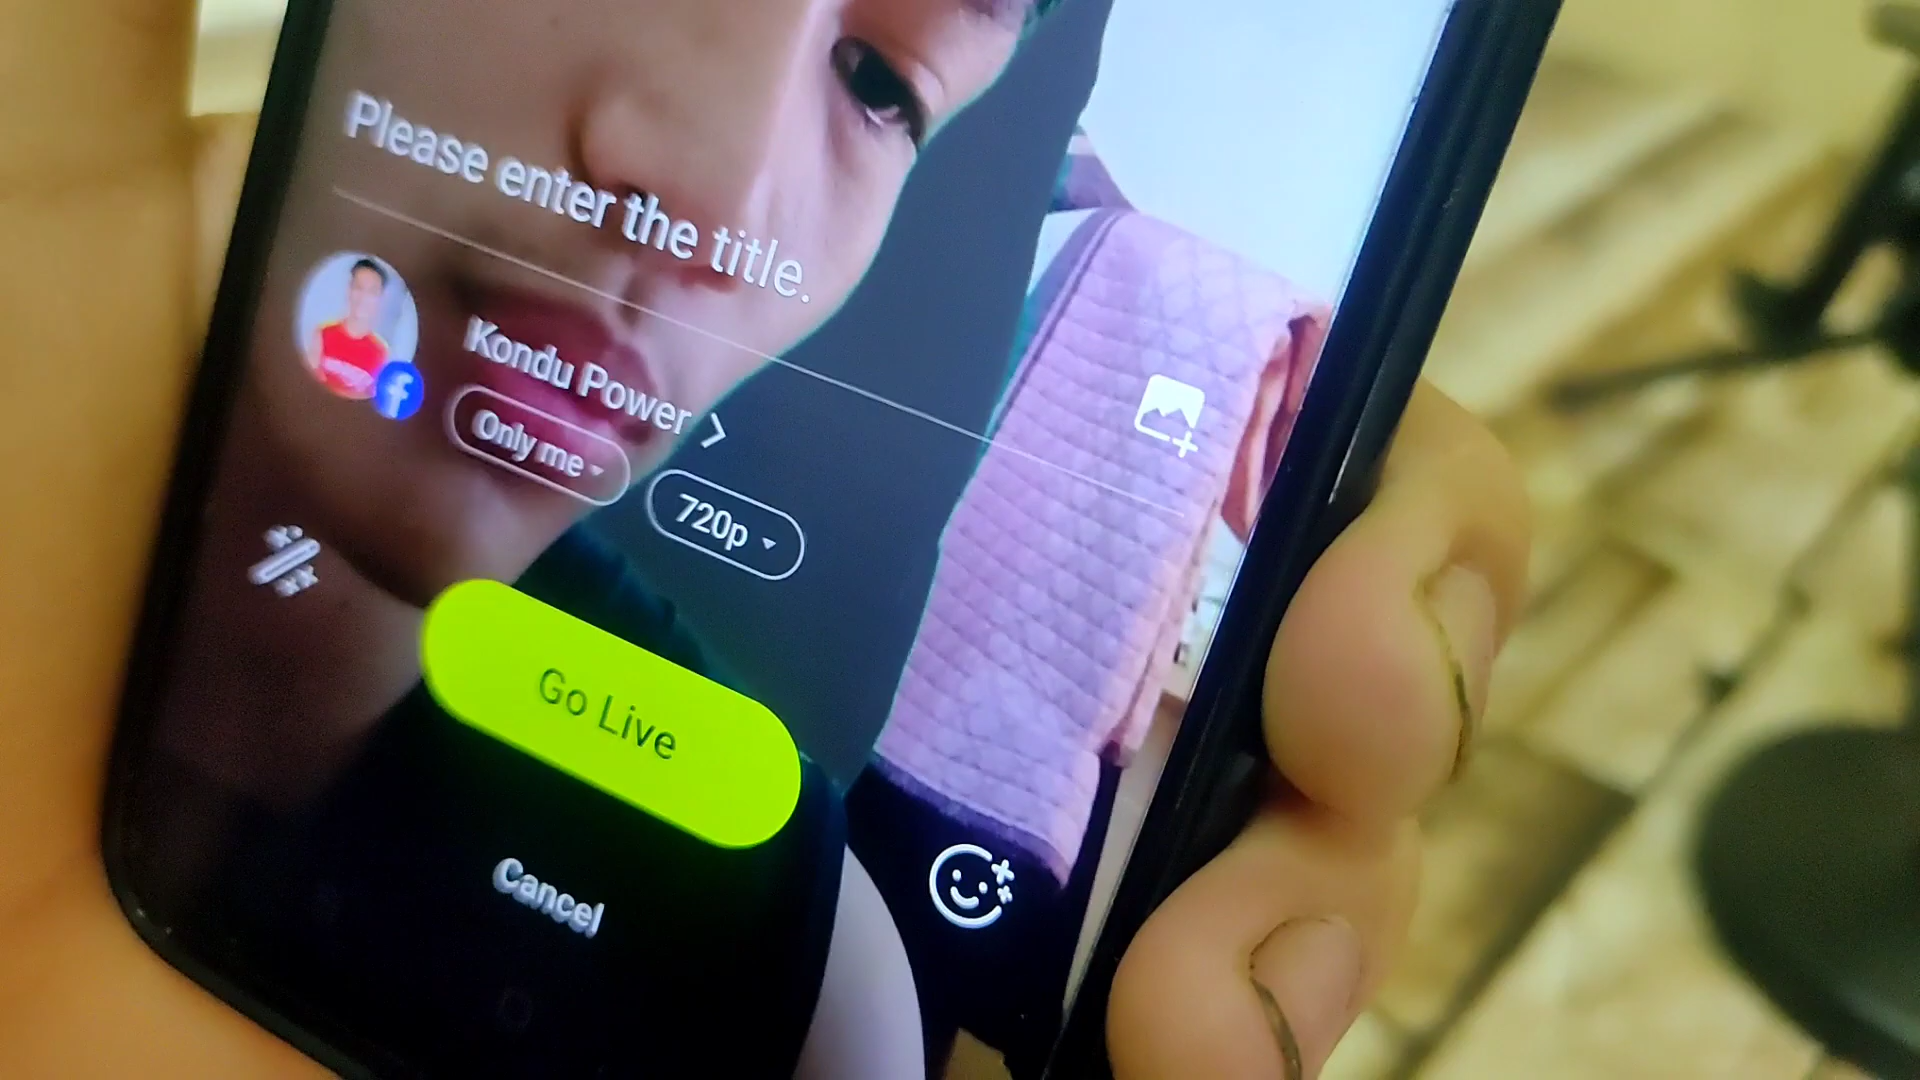 Please enter the title.
Kondu Power
Only me
720p
Go Live
Cancel